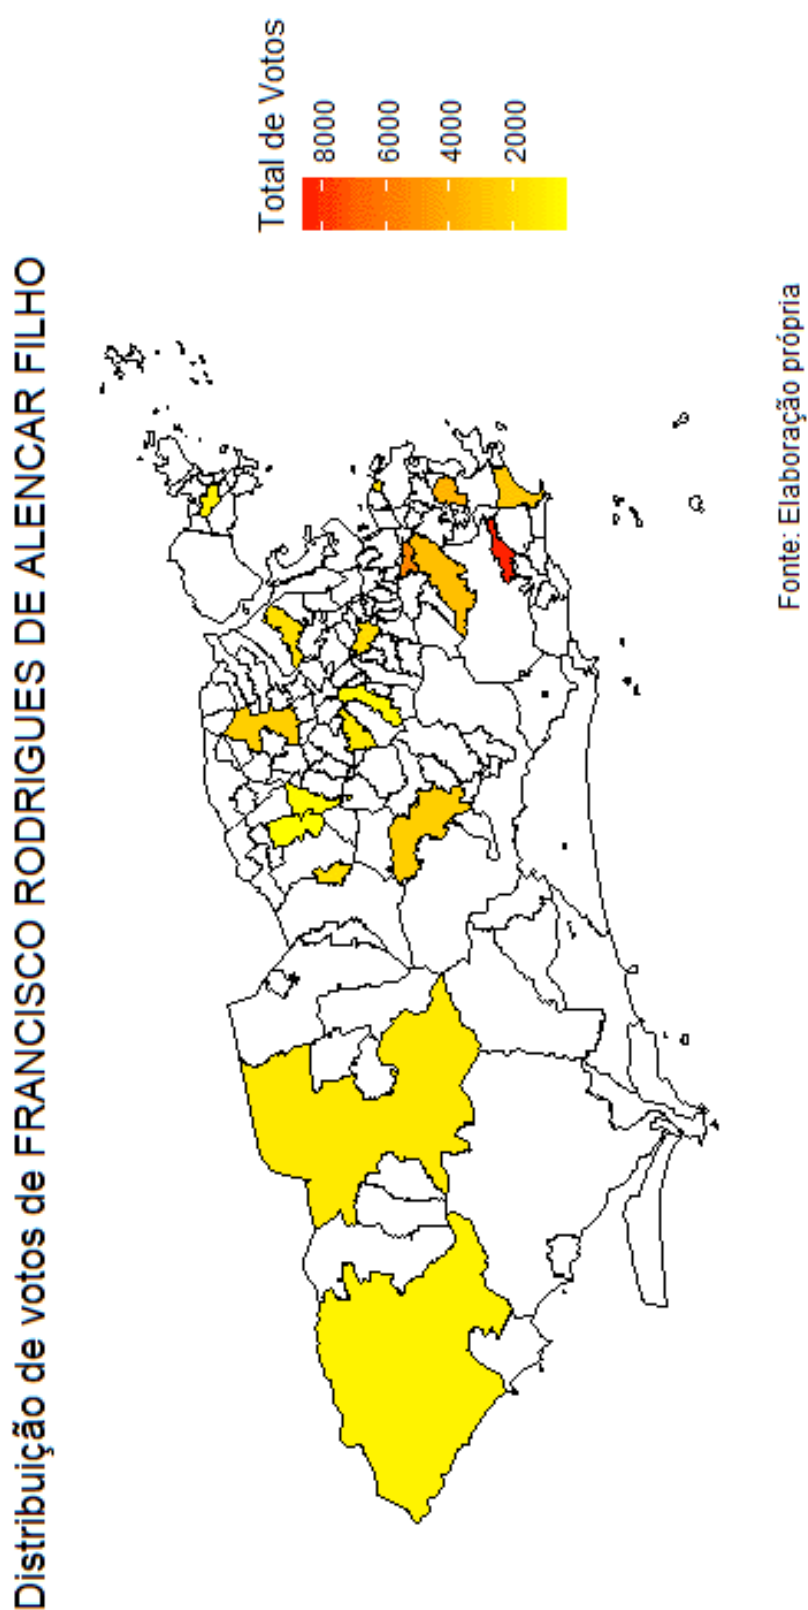 Distribuição de votos de FRANCISCO RODRIGUES DE ALENCAR FILHO
Total de Votos
8000
6000
4000
2000
Fonte: Elaboração própria